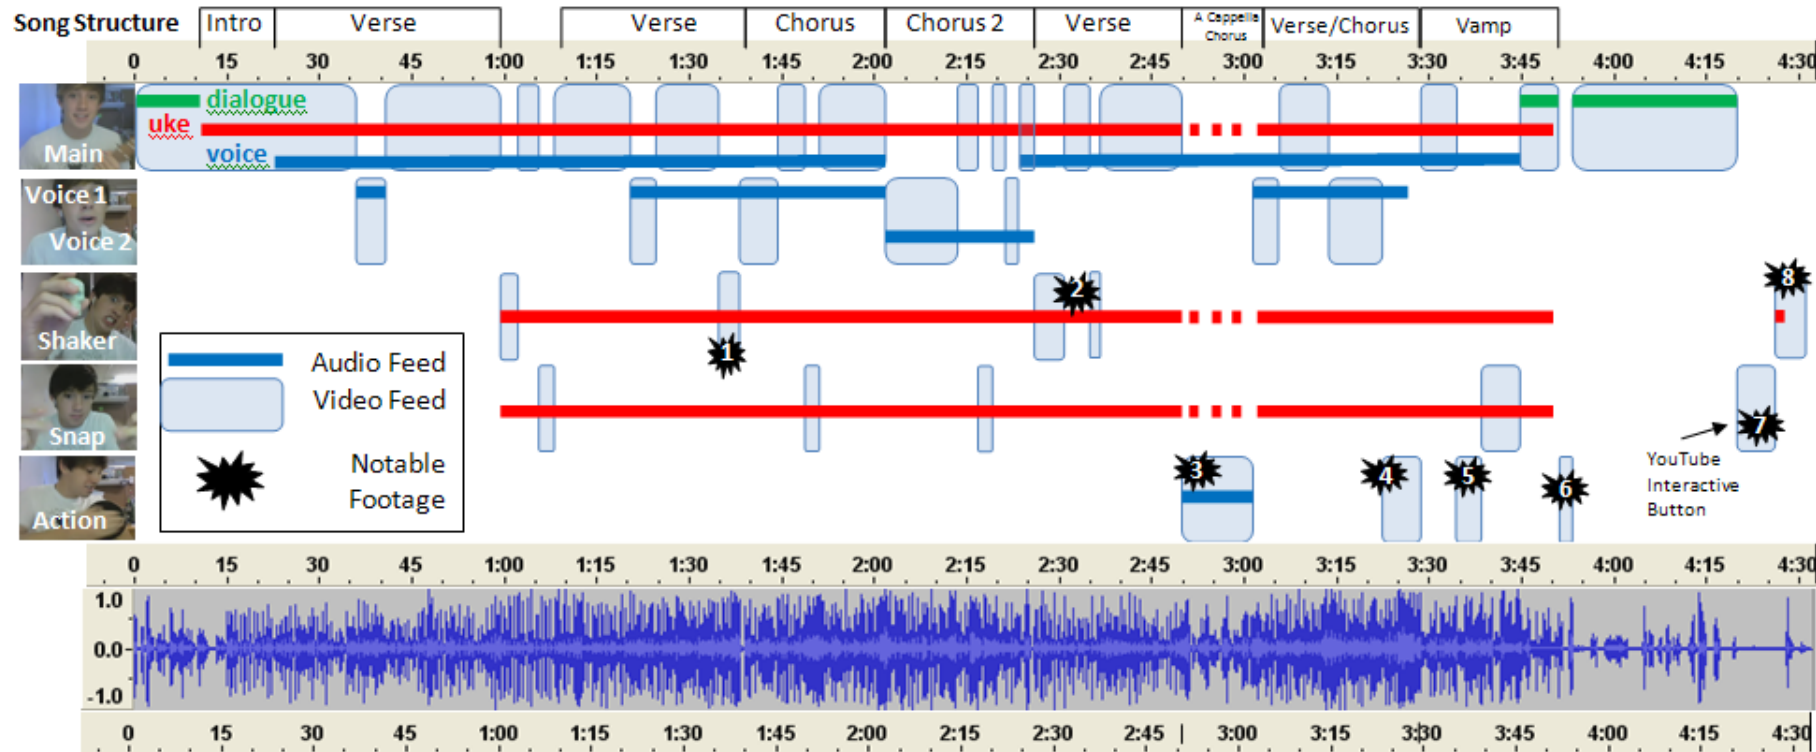 Song Structure Intro Verse Verse Chorus Chorus 2 Verse A Cappella Chorus Verse/Chorus Vamp
0 15 30 45 1:00 1:15 1:30 1:45 2:00 2:15 2:30 2:45 3:00 3:15 3:30 3:45 4:00 4:15 4:30
dialogue
uke
Main voice
Voice 1
Voice 2
2 8
Shaker 1
Audio Feed
Video Feed
Snap 7
Notable
Footage
3 4 5 6
YouTube
Interactive
Button
Action
0 15 30 45 1:00 1:15 1:30 1:45 2:00 2:15 2:30 2:45 3:00 3:15 3:30 3:45 4:00 4:15 4:30
1.0
0.0-
-1.0
0 15 30 45 1:00 1:15 1:30 1:45 2:00 2:15 2:30 2:45 3:00 3:15 3:30 3:45 4:00 4:15 4:30